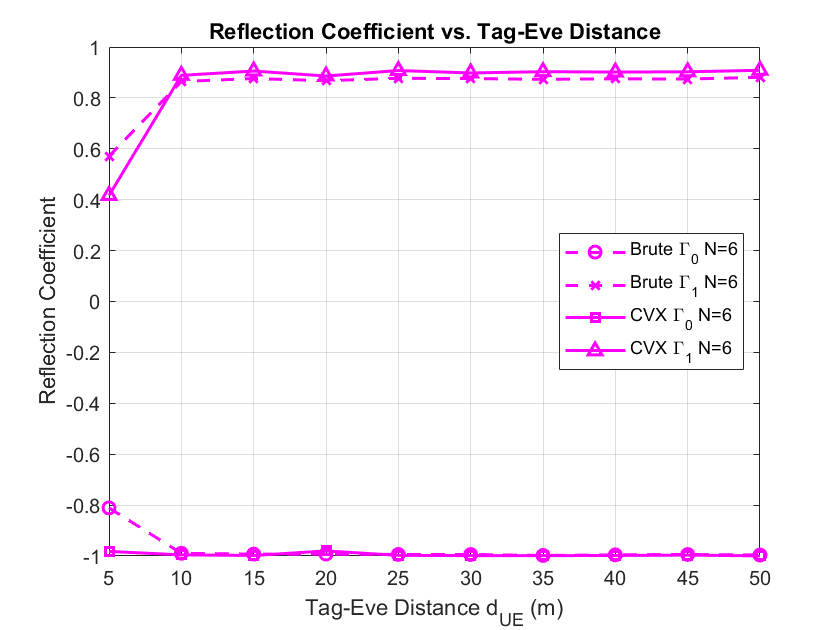 Reflection Coefficient vs. Tag-Eve Distance
Reflection Coefficient
1
0.8
0.6
0.4
0.2
0
-0.2
-0.4
-0.6
-0.8
-1
Brute Γ0 N=6
Brute Γ1 N=6
CVX Γ0 N=6
CVX Γ1 N=6
5 10 15 20 25 30 35 40 45 50
Tag-Eve Distance dUE (m)